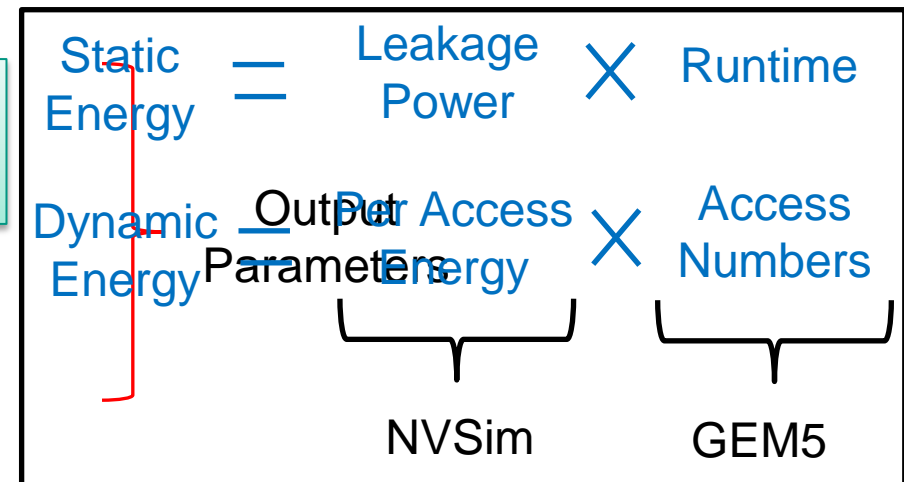 Static Energy = Leakage Power × Runtime
Dynamic Energy = Per Access Energy × Access Numbers
Output Parameters
NVSim
GEM5